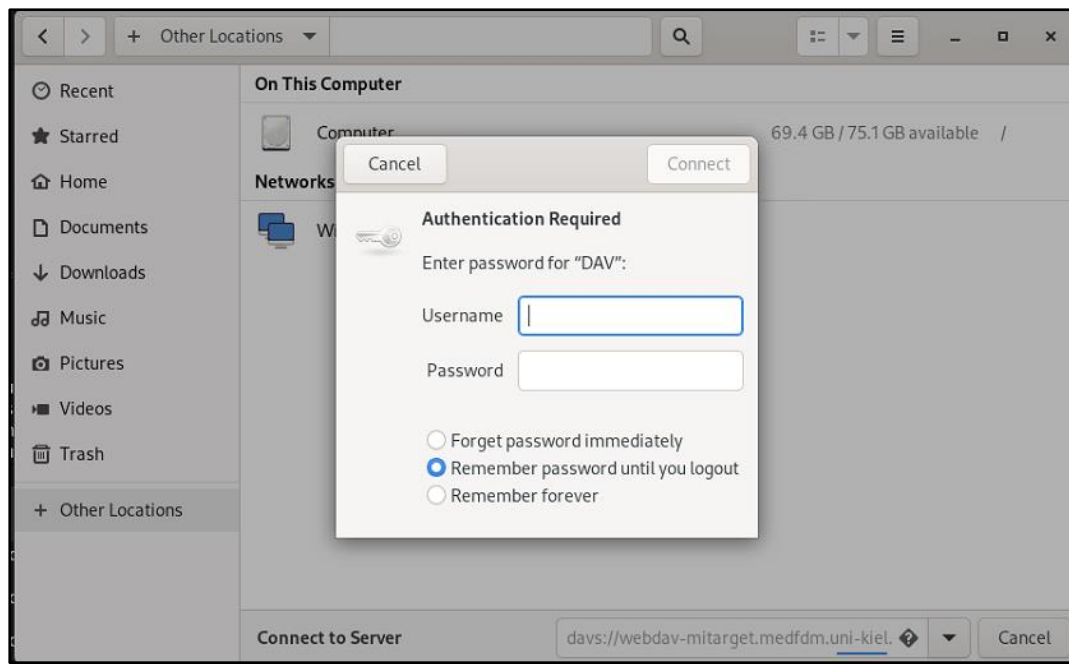 + Other Locations
Recent
Starred
Home
Documents
Downloads
Music
Pictures
Videos
Trash
+ Other Locations
On This Computer
Computer
69.4 GB / 75.1 GB available /
Networks
Wi
Cancel
Connect
Authentication Required
Enter password for “DAV”:
Username
Password
Forget password immediately
Remember password until you logout
Remember forever
Connect to Server
davs://webdav-mitarget.medfdm.uni-kiel.
Cancel